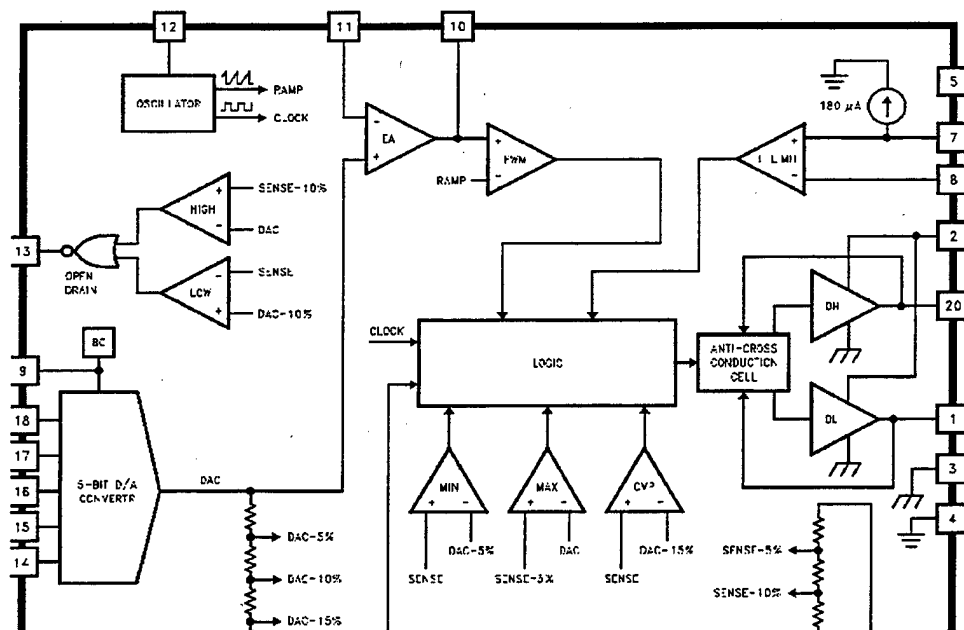 12
11
10
5
OSCILLATOR
RAMP
CLOCK
180 µA
7
8
EA
PWM
RAMP
SENSE-10%
HIGH
DAC
13
OPEN
DRAIN
SENSE
LOW
DAC-10%
2
20
DH
CLOCK
LOGIC
ANTI-CROSS
CONDUCTION
CELL
BC
9
18
17
16
15
14
5-BIT D/A
DAC
DL
1
3
4
MIN
MAX
+
-
+
-
+
-
SENSE
DAC-5%
SENSE-5%
DAC
SENSE
DAC-15%
DAC-5%
DAC-10%
DAC-15%
SENSE-5%
SENSE-10%